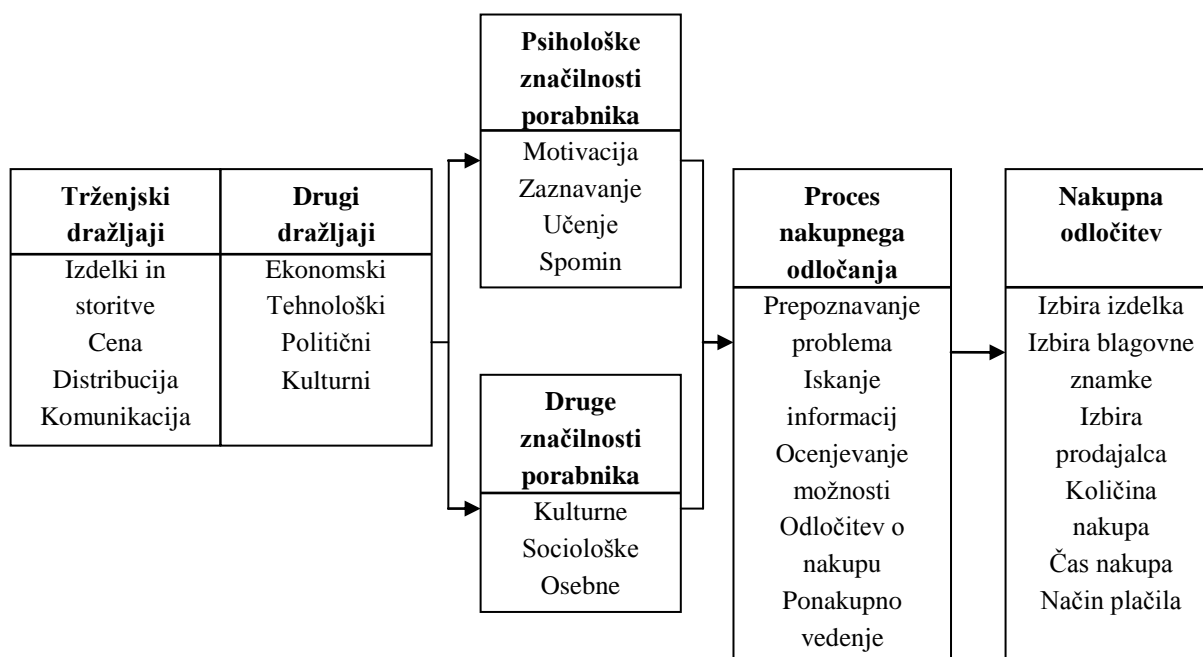 Trženjski
dražljaji
Izdelki in
storitve
Cena
Distribucija
Komunikacija
Drugi
dražljaji
Ekonomski
Tehnološki
Politični
Kulturni
Psihološke
značilnosti
porabnika
Motivacija
Zaznavanje
Učenje
Spomin
Druge
značilnosti
porabnika
Kulturne
Sociološke
Osebne
Proces
nakupnega
odločanja
Prepoznavanje
problema
Iskanje
informacij
Ocenjevanje
možnosti
Odločitev o
nakupu
Ponakupno
vedenje
Nakupna
odločitev
Izbira izdelka
Izbira blagovne
znamke
Izbira
prodajalca
Količina
nakupa
Čas nakupa
Način plačila